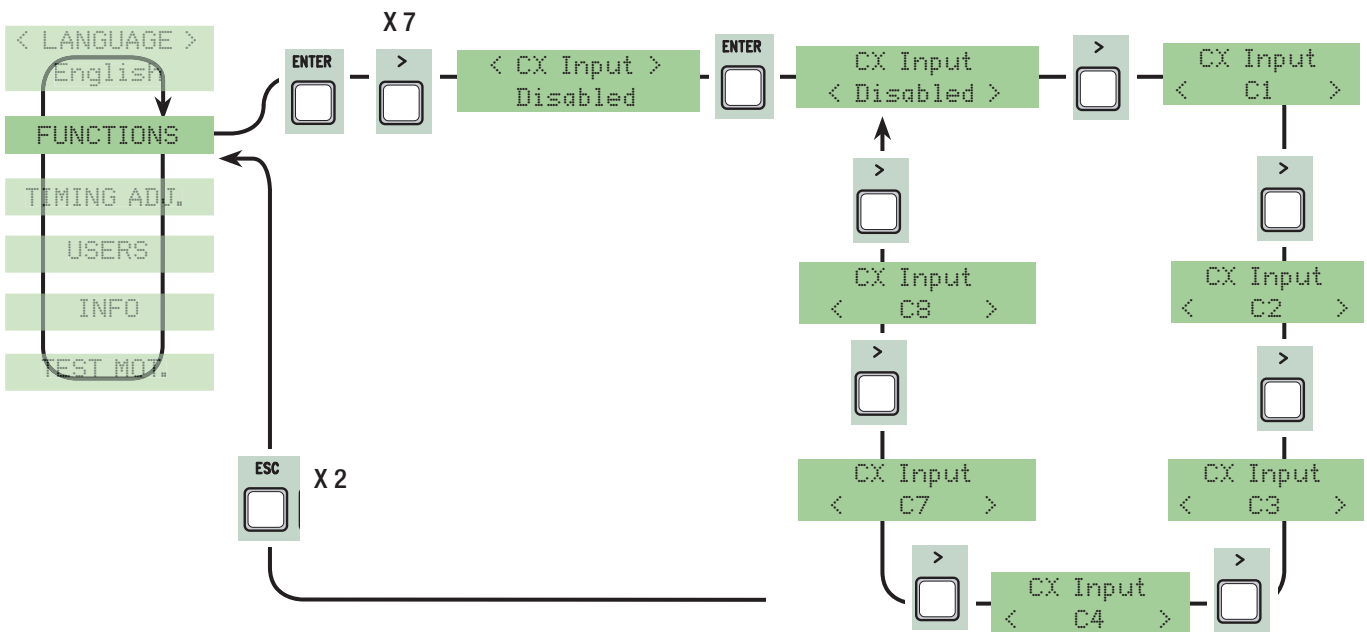 < LANGUAGE >
English
FUNCTIONS
TIMING ADJ.
USERS
INFO
TEST MOT.
X 7
ENTER
>
< CX Input >
Disabled
ENTER
CX Input
< Disabled >
>
CX Input
< C1 >
>
CX Input
< C2 >
>
CX Input
< C3 >
>
CX Input
< C4 >
>
CX Input
< C7 >
>
CX Input
< C8 >
>
ESC
X 2